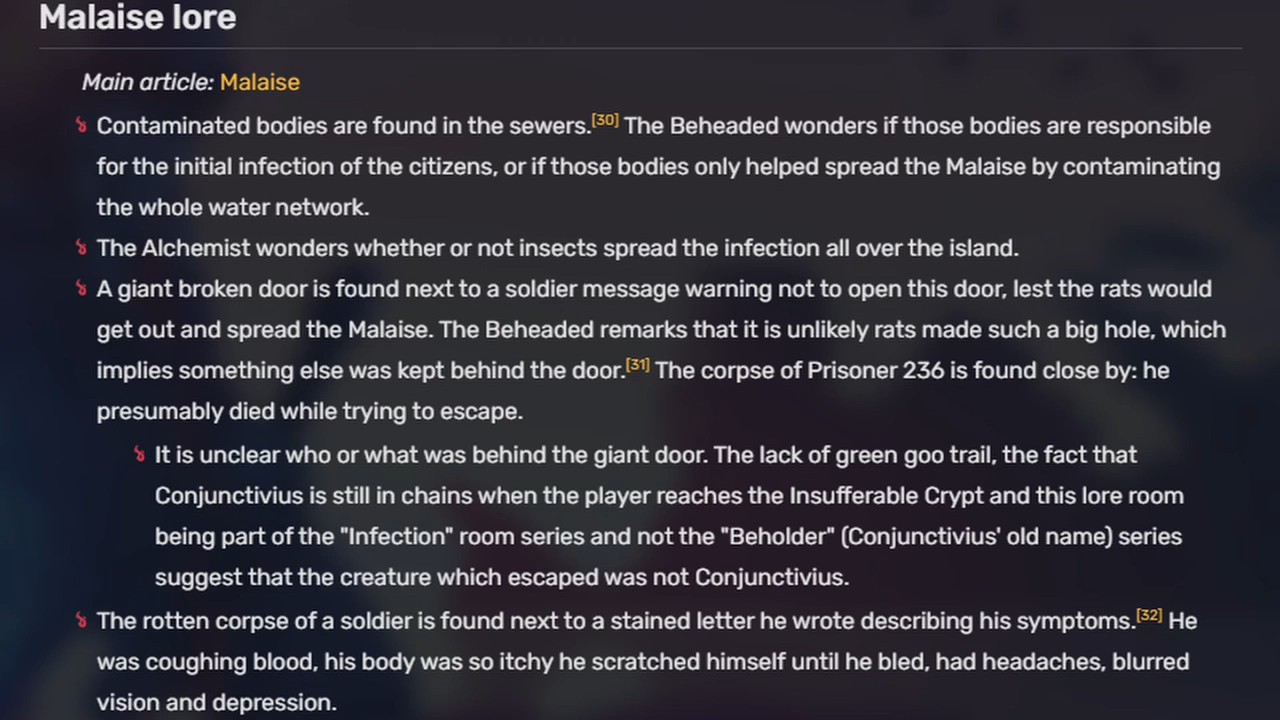 Malaise lore
Main article: Malaise
Contaminated bodies are found in the sewers.[30] The Beheaded wonders if those bodies are responsible
for the initial infection of the citizens, or if those bodies only helped spread the Malaise by contaminating
the whole water network.
The Alchemist wonders whether or not insects spread the infection all over the island.
A giant broken door is found next to a soldier message warning not to open this door, lest the rats would
get out and spread the Malaise. The Beheaded remarks that it is unlikely rats made such a big hole, which
implies something else was kept behind the door.[31] The corpse of Prisoner 236 is found close by: he
presumably died while trying to escape.
It is unclear who or what was behind the giant door. The lack of green goo trail, the fact that
Conjunctivius is still in chains when the player reaches the Insufferable Crypt and this lore room
being part of the "Infection" room series and not the "Beholder" (Conjunctivius' old name) series
suggest that the creature which escaped was not Conjunctivius.
The rotten corpse of a soldier is found next to a stained letter he wrote describing his symptoms.[32] He
was coughing blood, his body was so itchy he scratched himself until he bled, had headaches, blurred
vision and depression.